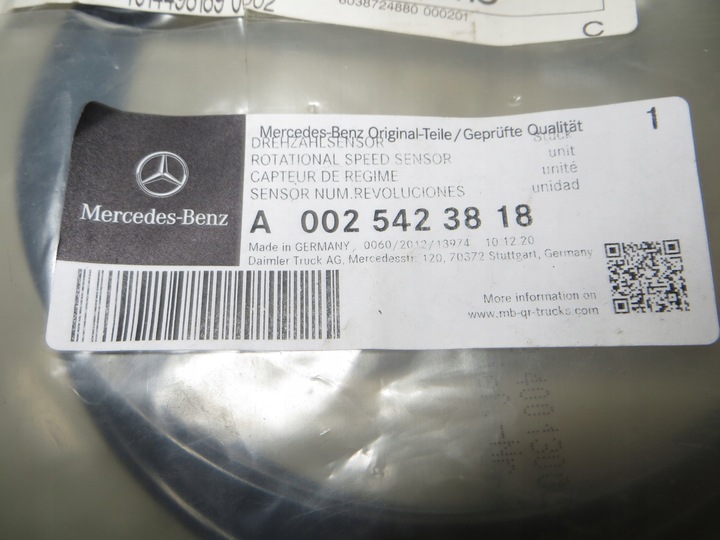 6038724880 000201
C
Mercedes-Benz Original-Teile/Geprüfte Qualität
1
DREHZAHLSENSOR Stück
ROTATIONAL SPEED SENSOR unit
CAPTEUR DE REGIME unité
SENSOR NUM.REVOLUCIONES unidad
Mercedes-Benz
A 002 542 38 18
Made in GERMANY, 0060/2012/13974 10.12.20
Daimler Truck AG, Mercedesstr. 120, 70372 Stuttgart, Germany
More information on
www.mb-qr-trucks.com